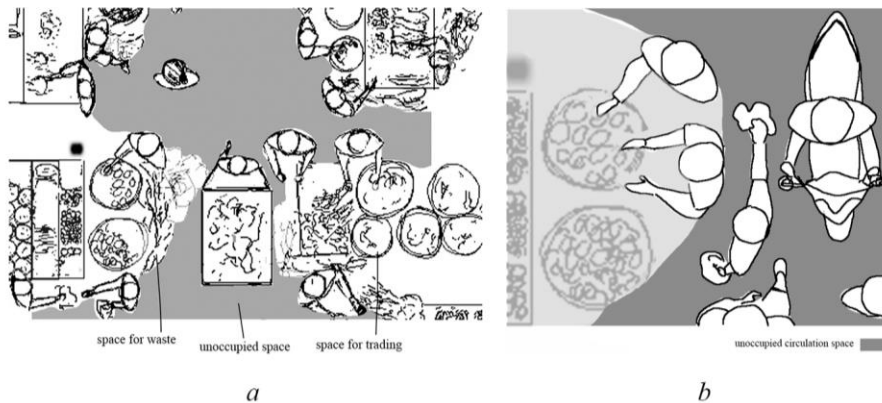 space for waste
unoccupied space
space for trading
unoccupied circulation space
a
b